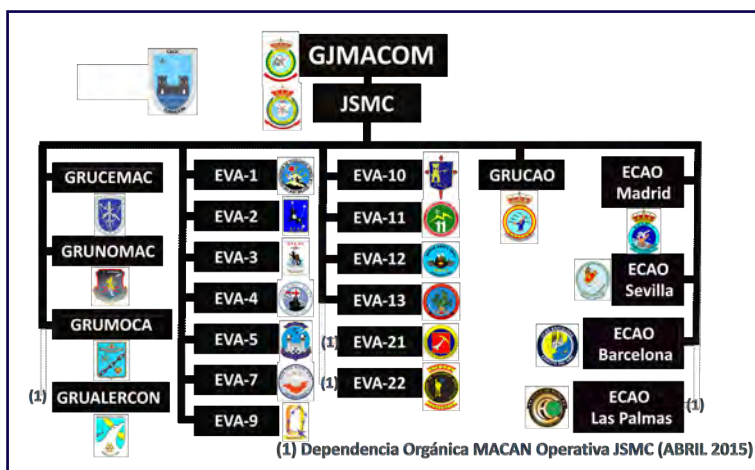 GJMACOM
JSMC
GRUCEMAC
GRUNOMAC
GRUMOCA
(1)
GRUALERCON
EVA-1
EVA-2
EVA-3
EVA-4
EVA-5
EVA-7
EVA-9
EVA-10
EVA-11
11
EVA-12
EVA-13
(1)
EVA-21
(1)
EVA-22
GRUCAO
ECAO
Madrid
ECAO
Sevilla
ECAO
Barcelona
ECAO
Las Palmas
(1)
(1) Dependencia Orgánica MACAN Operativa JSMC (ABRIL 2015)